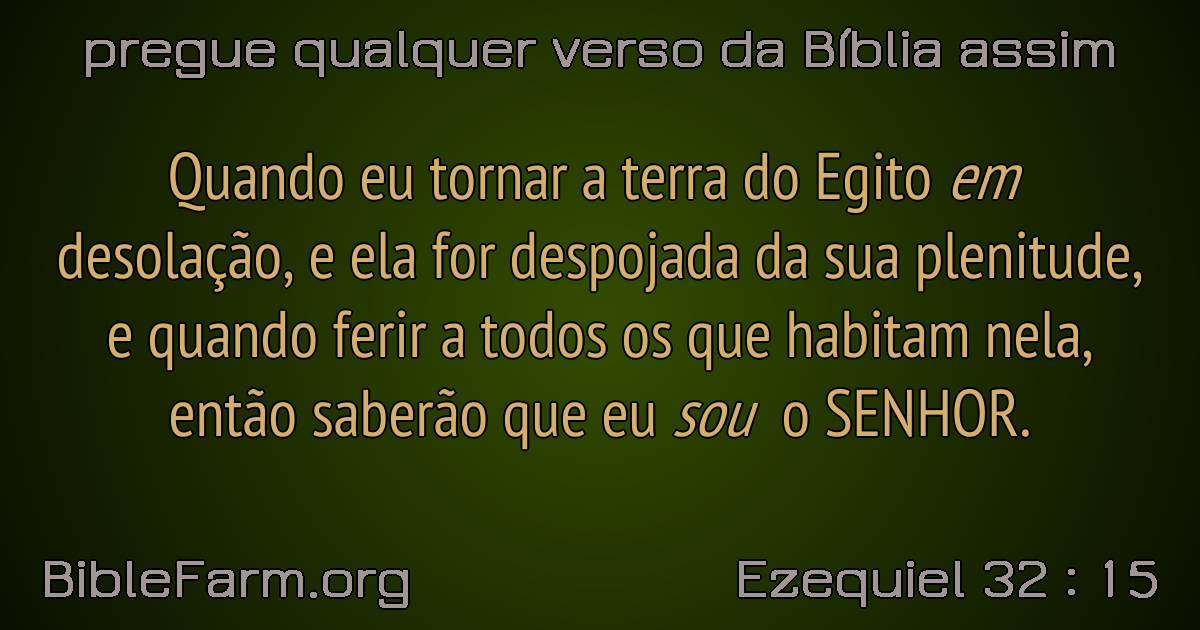 pregue qualquer verso da Bíblia assim
Quando eu tornar a terra do Egito em
desolação, e ela for despojada da sua plenitude,
e quando ferir a todos os que habitam nela,
então saberão que eu sou o SENHOR.
BibleFarm.org
Ezequiel 32 : 15